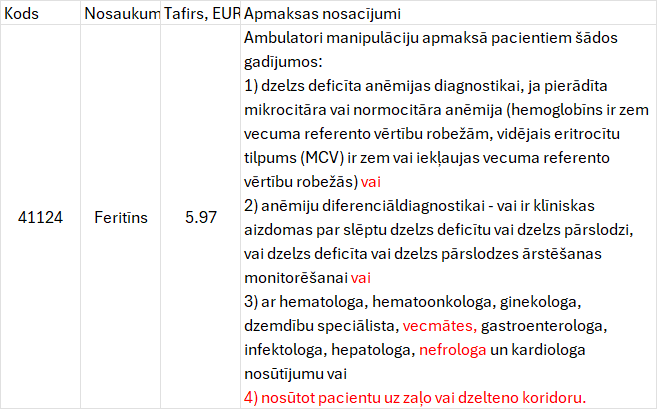 Kods Nosaukum Tafirs, EUR Apmaksas nosacījumi
Ambulatori manipulāciju apmaksā pacientiem šādos
gadījumos:
1) dzelzs deficīta anēmijas diagnostikai, ja pierādīta
mikrocitāra vai normocitāra anēmija (hemoglobīns ir zem
vecuma referento vērtību robežām, vidējais eritrocītu
tilpums (MCV) ir zem vai iekļaujas vecuma referento
vērtību robežās) vai
2) anēmiju diferenciāldiagnostikai - vai ir klīniskas
41124 Feritīns 5.97
aizdomas par slēptu dzelzs deficītu vai dzelzs pārslodzi,
vai dzelzs deficīta vai dzelzs pārslodzes ārstēšanas
monitorēšanai vai
3) ar hematologa, hematoonkologa, ginekologa,
dzemdību speciālista, vecmātes, gastroenterologa,
infektologa, hepatologa, nefrologa un kardiologa
nosūtījumu vai
4) nosūtot pacientu uz zaļo vai dzelteno koridoru.